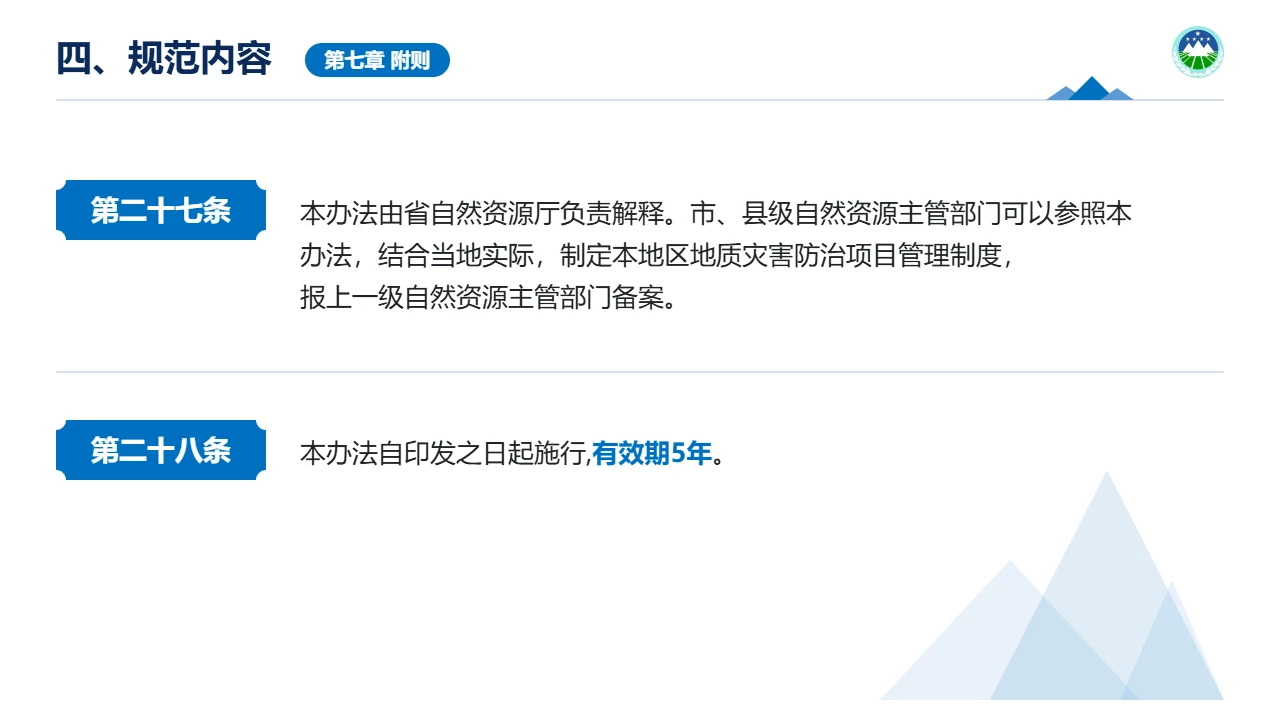 四、规范内容
第七章 附则
第二十七条
本办法由省自然资源厅负责解释。市、县级自然资源主管部门可以参照本
办法，结合当地实际，制定本地区地质灾害防治项目管理制度，
报上一级自然资源主管部门备案。
第二十八条
本办法自印发之日起施行,有效期5年。